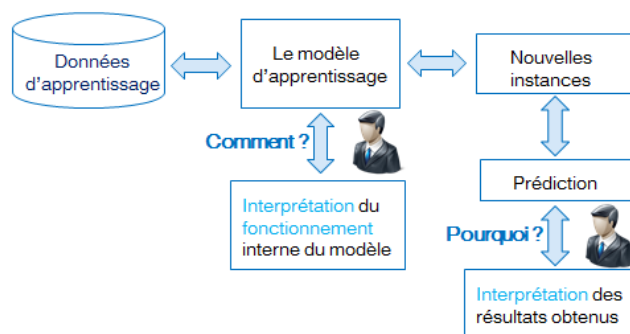 Données
d'apprentissage
Le modèle
d'apprentissage
Nouvelles
instances
Comment ?
Prédiction
Interprétation du
fonctionnement
interne du modèle
Pourquoi ?
Interprétation des
résultats obtenus